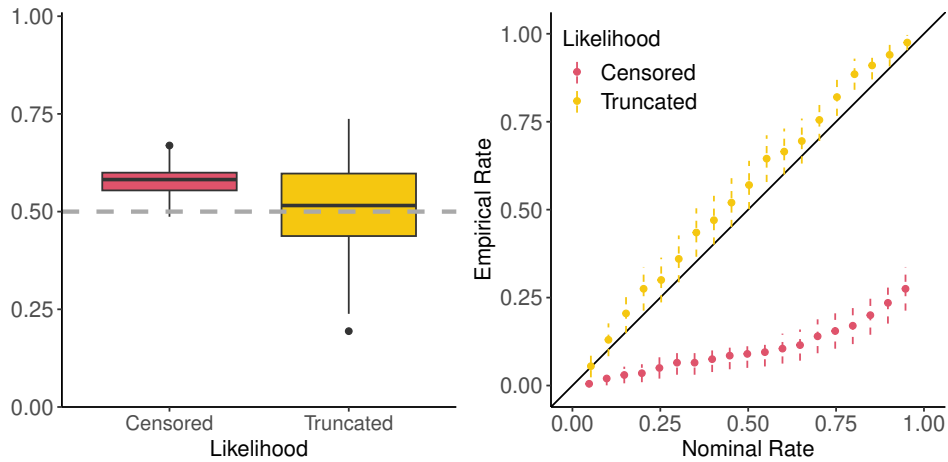 1.00
0.75
0.50
0.25
0.00
Censored
Truncated
Likelihood
Empirical Rate
1.00
0.75
0.50
0.25
0.00
Likelihood
Censored
Truncated
0.00
0.25
0.50
0.75
1.00
Nominal Rate